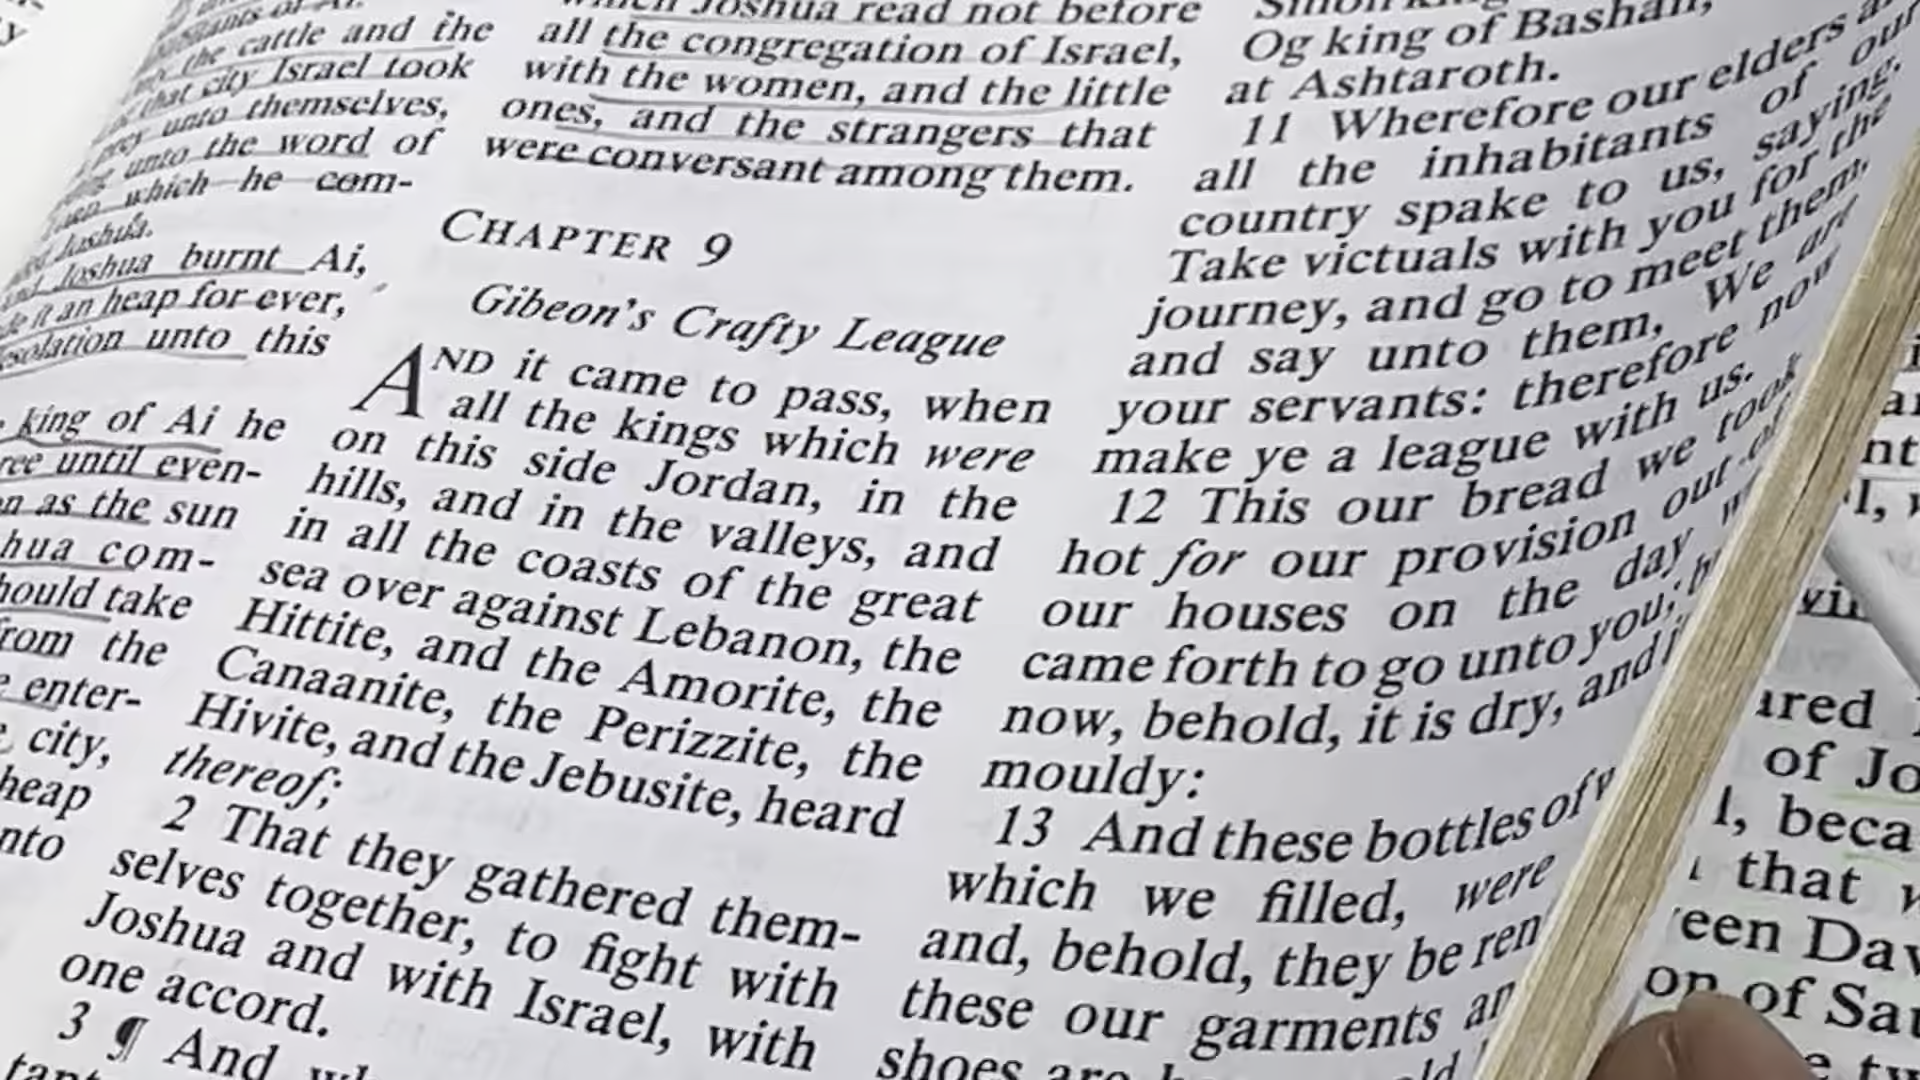 the cattle and the
that city Israel took
unto themselves,
unto the word of
which he com-
Joshua.
Joshua burnt Ai,
it an heap for ever,
unto this
king of Ai he
until even-
as the sun
com-
take
the
enter-
city,
heap
Joshua read not before
all the congregation of Israel,
with the women, and the little
ones, and the strangers that
were conversant among them.
CHAPTER 9
Gibeon's Crafty League
AND it came to pass, when
all the kings which were
on this side Jordan, in the
hills, and in the valleys, and
in all the coasts of the great
sea over against Lebanon, the
Hittite, and the Amorite, the
Canaanite, the Perizzite, the
Hivite, and the Jebusite, heard
thereof;
2 That they gathered them-
selves together, to fight with
Joshua and with Israel, with
one accord.
3 ¶ And
Og king of Bashan,
at Ashtaroth.
11 Wherefore our elders
all the inhabitants of our
country spake to us, saying,
Take victuals with you for the
journey, and go to meet them,
and say unto them, We are
your servants: therefore now
make ye a league with us.
12 This our bread we took
hot for our provision out of
our houses on the day
came forth to go unto you;
now, behold, it is dry, and
mouldy:
13 And these bottles of
which we filled, were
and, behold, they be
these our garments
shoes
of
that
of